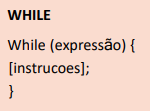 WHILE
While (expressão) {
[instrucoes];
}